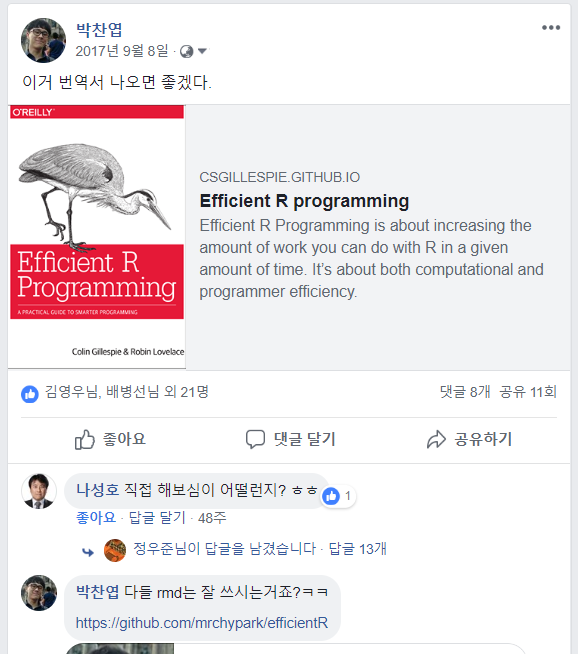 박찬엽
2017년 9월 8일 ·
이거 번역서 나오면 좋겠다.
O'REILLY®
Efficient R
Programming
A PRACTICAL GUIDE TO SMARTER PROGRAMMING
Colin Gillespie & Robin Lovelace
CSGILLESPIE.GITHUB.IO
Efficient R programming
Efficient R Programming is about increasing the
amount of work you can do with R in a given
amount of time. It's about both computational and
programmer efficiency.
김영우님, 배병선님 외 21명 댓글 8개 공유 11회
좋아요 댓글 달기 공유하기
나성호 직접 해보심이 어떨런지? ㅎㅎ 1
좋아요 · 답글 달기 · 48주
정우준님이 답글을 남겼습니다 · 답글 13개
박찬엽 다들 rmd는 잘 쓰시는거죠?ㅋㅋ
https://github.com/mrchypark/efficientR